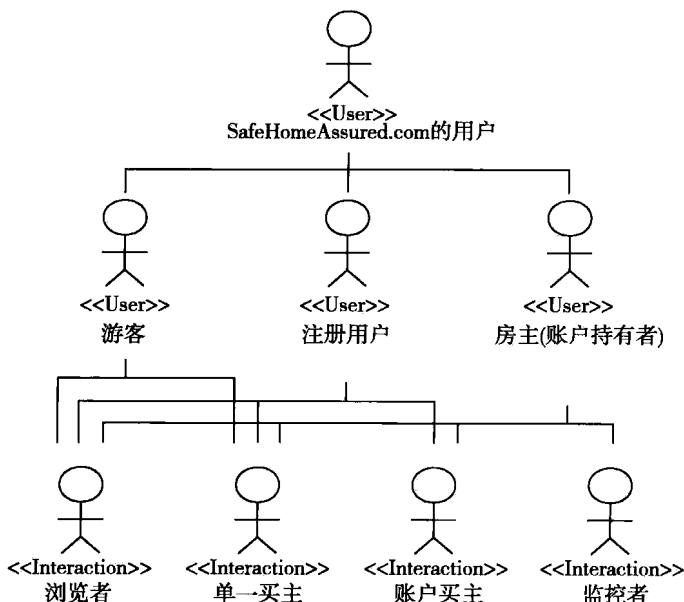 <<User>>
SafeHomeAssured.com的用户
<<User>> <<User>> <<User>>
游客 注册用户 房主(账户持有者)
<<Interaction>> <<Interaction>> <<Interaction>> <<Interaction>>
浏览者 单一买主 账户买主 监控者